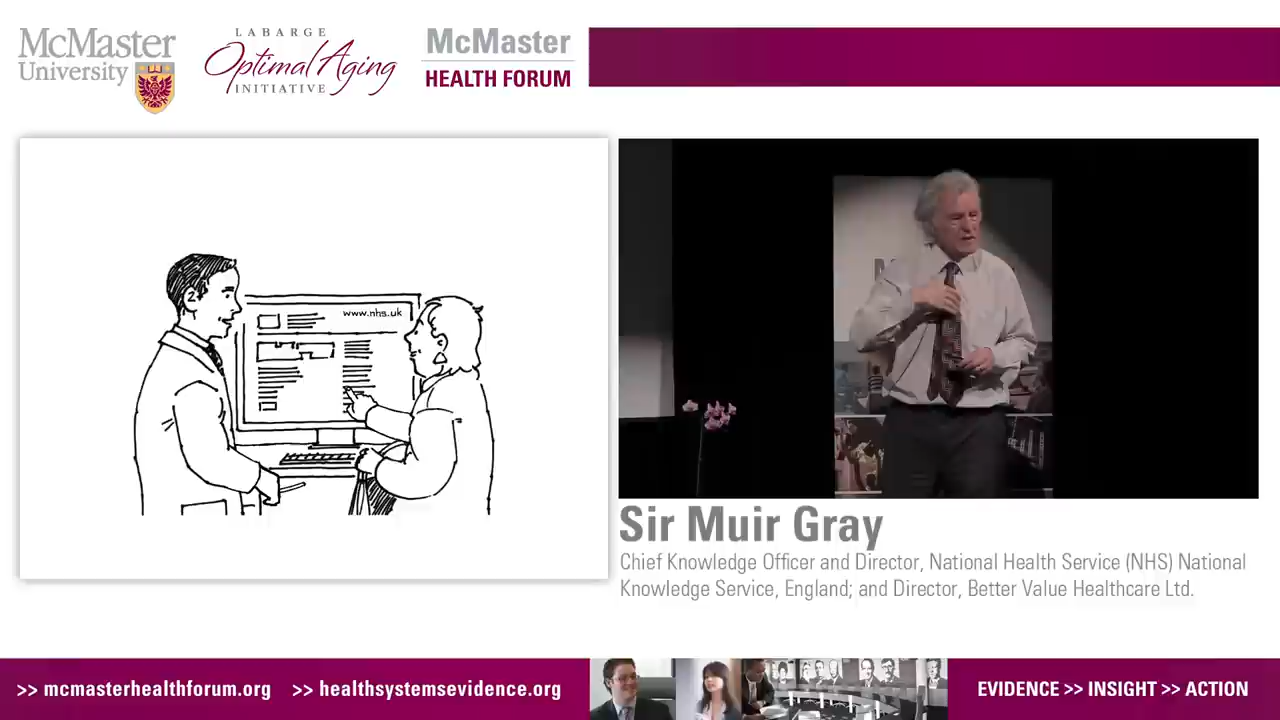 McMaster
University
LABARGE
Optimal Aging
INITIATIVE
McMaster
HEALTH FORUM
www.nhs.uk
Sir Muir Gray
Chief Knowledge Officer and Director, National Health Service (NHS) National
Knowledge Service, England; and Director, Better Value Healthcare Ltd.
>> mcmasterhealthforum.org >> healthsystemsevidence.org
EVIDENCE >> INSIGHT >> ACTION